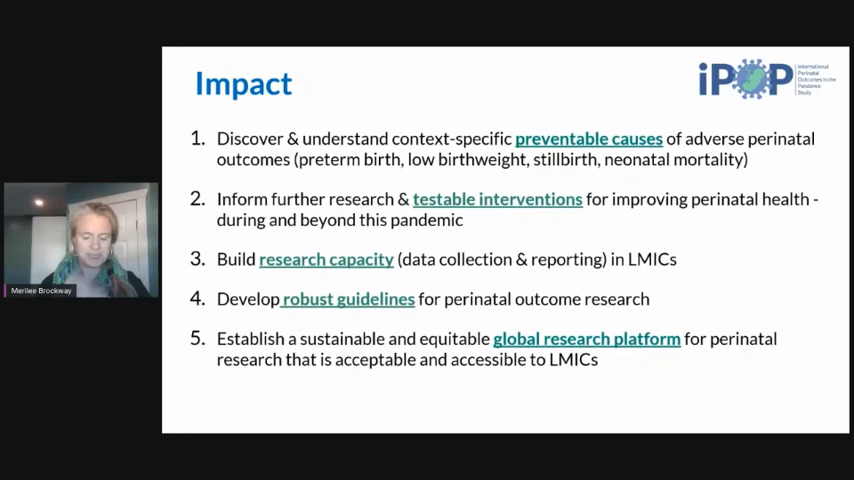 Impact
iPOP
International
Perinatal
Outcomes in the
Pandemic
Study
1. Discover & understand context-specific preventable causes of adverse perinatal
outcomes (preterm birth, low birthweight, stillbirth, neonatal mortality)
2. Inform further research & testable interventions for improving perinatal health -
during and beyond this pandemic
3. Build research capacity (data collection & reporting) in LMICs
4. Develop robust guidelines for perinatal outcome research
5. Establish a sustainable and equitable global research platform for perinatal
research that is acceptable and accessible to LMICs
Merilee Brockway